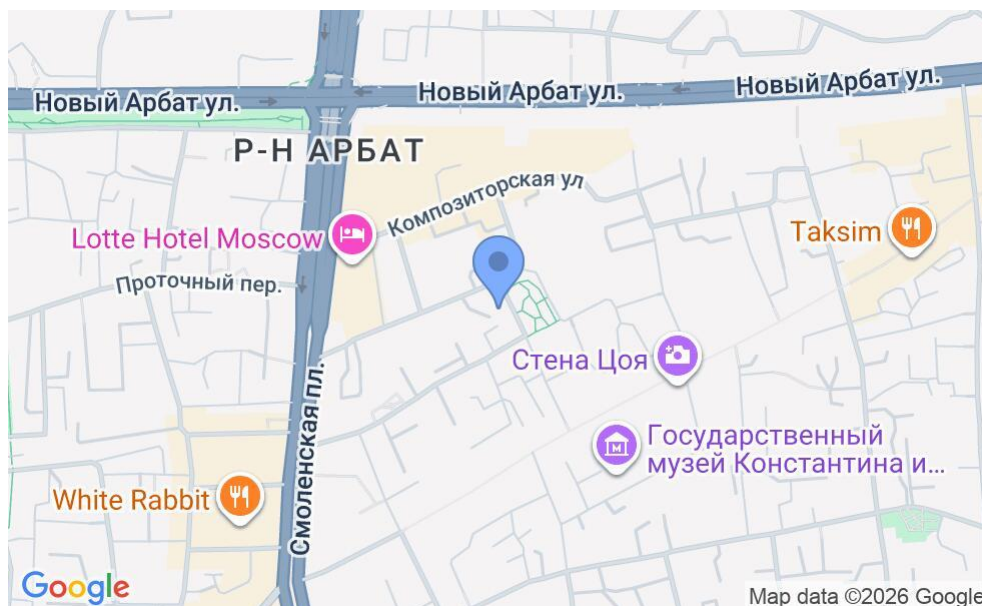 Новый Арбат ул.
Новый Арбат ул.
Новый Арбат ул.
Р-Н АРБАТ
Композиторская ул
Lotte Hotel Moscow
Taksim
Проточный пер.
Стена Цоя
Смоленская пл.
Государственный
музей Константина и...
White Rabbit
Google
Map data ©2026 Google